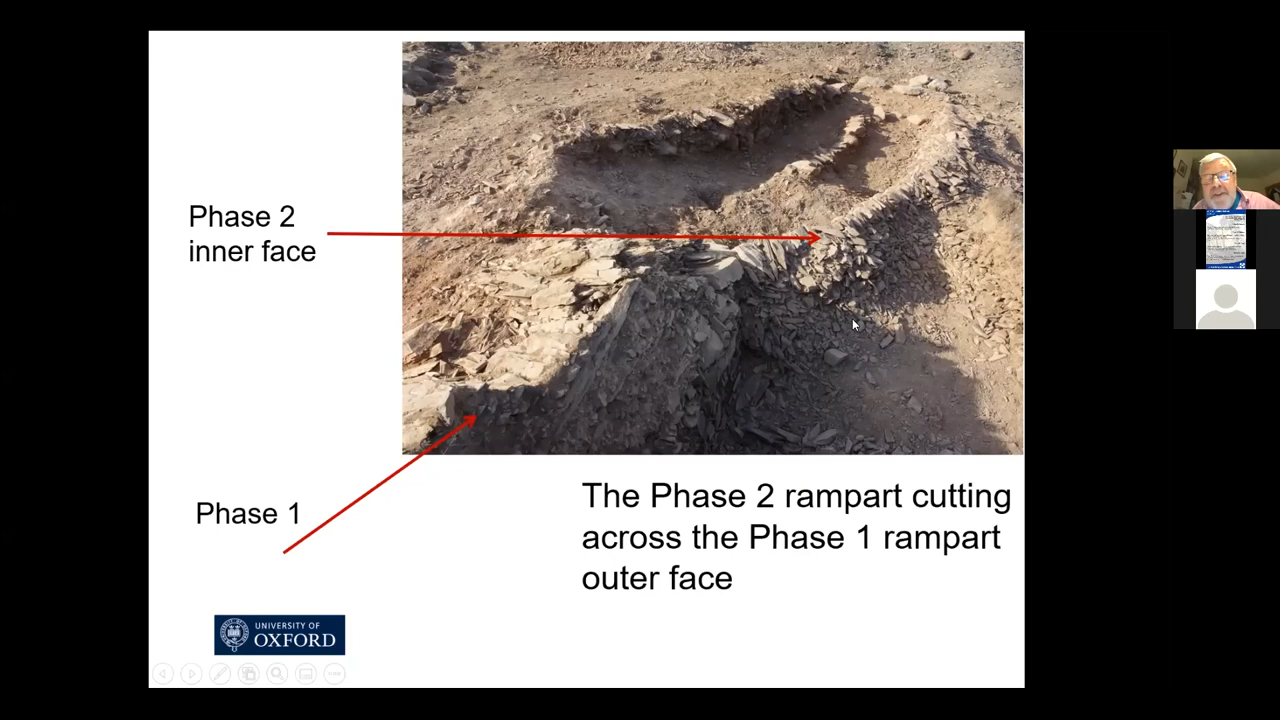 Phase 2
inner face
Phase 1
The Phase 2 rampart cutting
across the Phase 1 rampart
outer face
UNIVERSITY OF
OXFORD